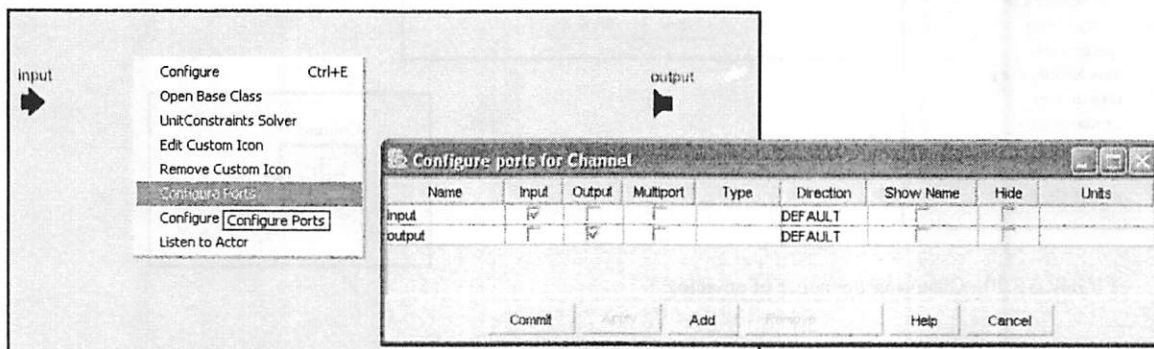 input
output
Configure Ctrl+E
Open Base Class
UnitConstraints Solver
Edit Custom Icon
Remove Custom Icon
Configure Ports
Configure
Configure Ports
Listen to Actor
Configure ports for Channel
Name Input Output Multiport Type Direction Show Name Hide Units
input DEFAULT
output DEFAULT
Commit Apply Add Remove Help Cancel